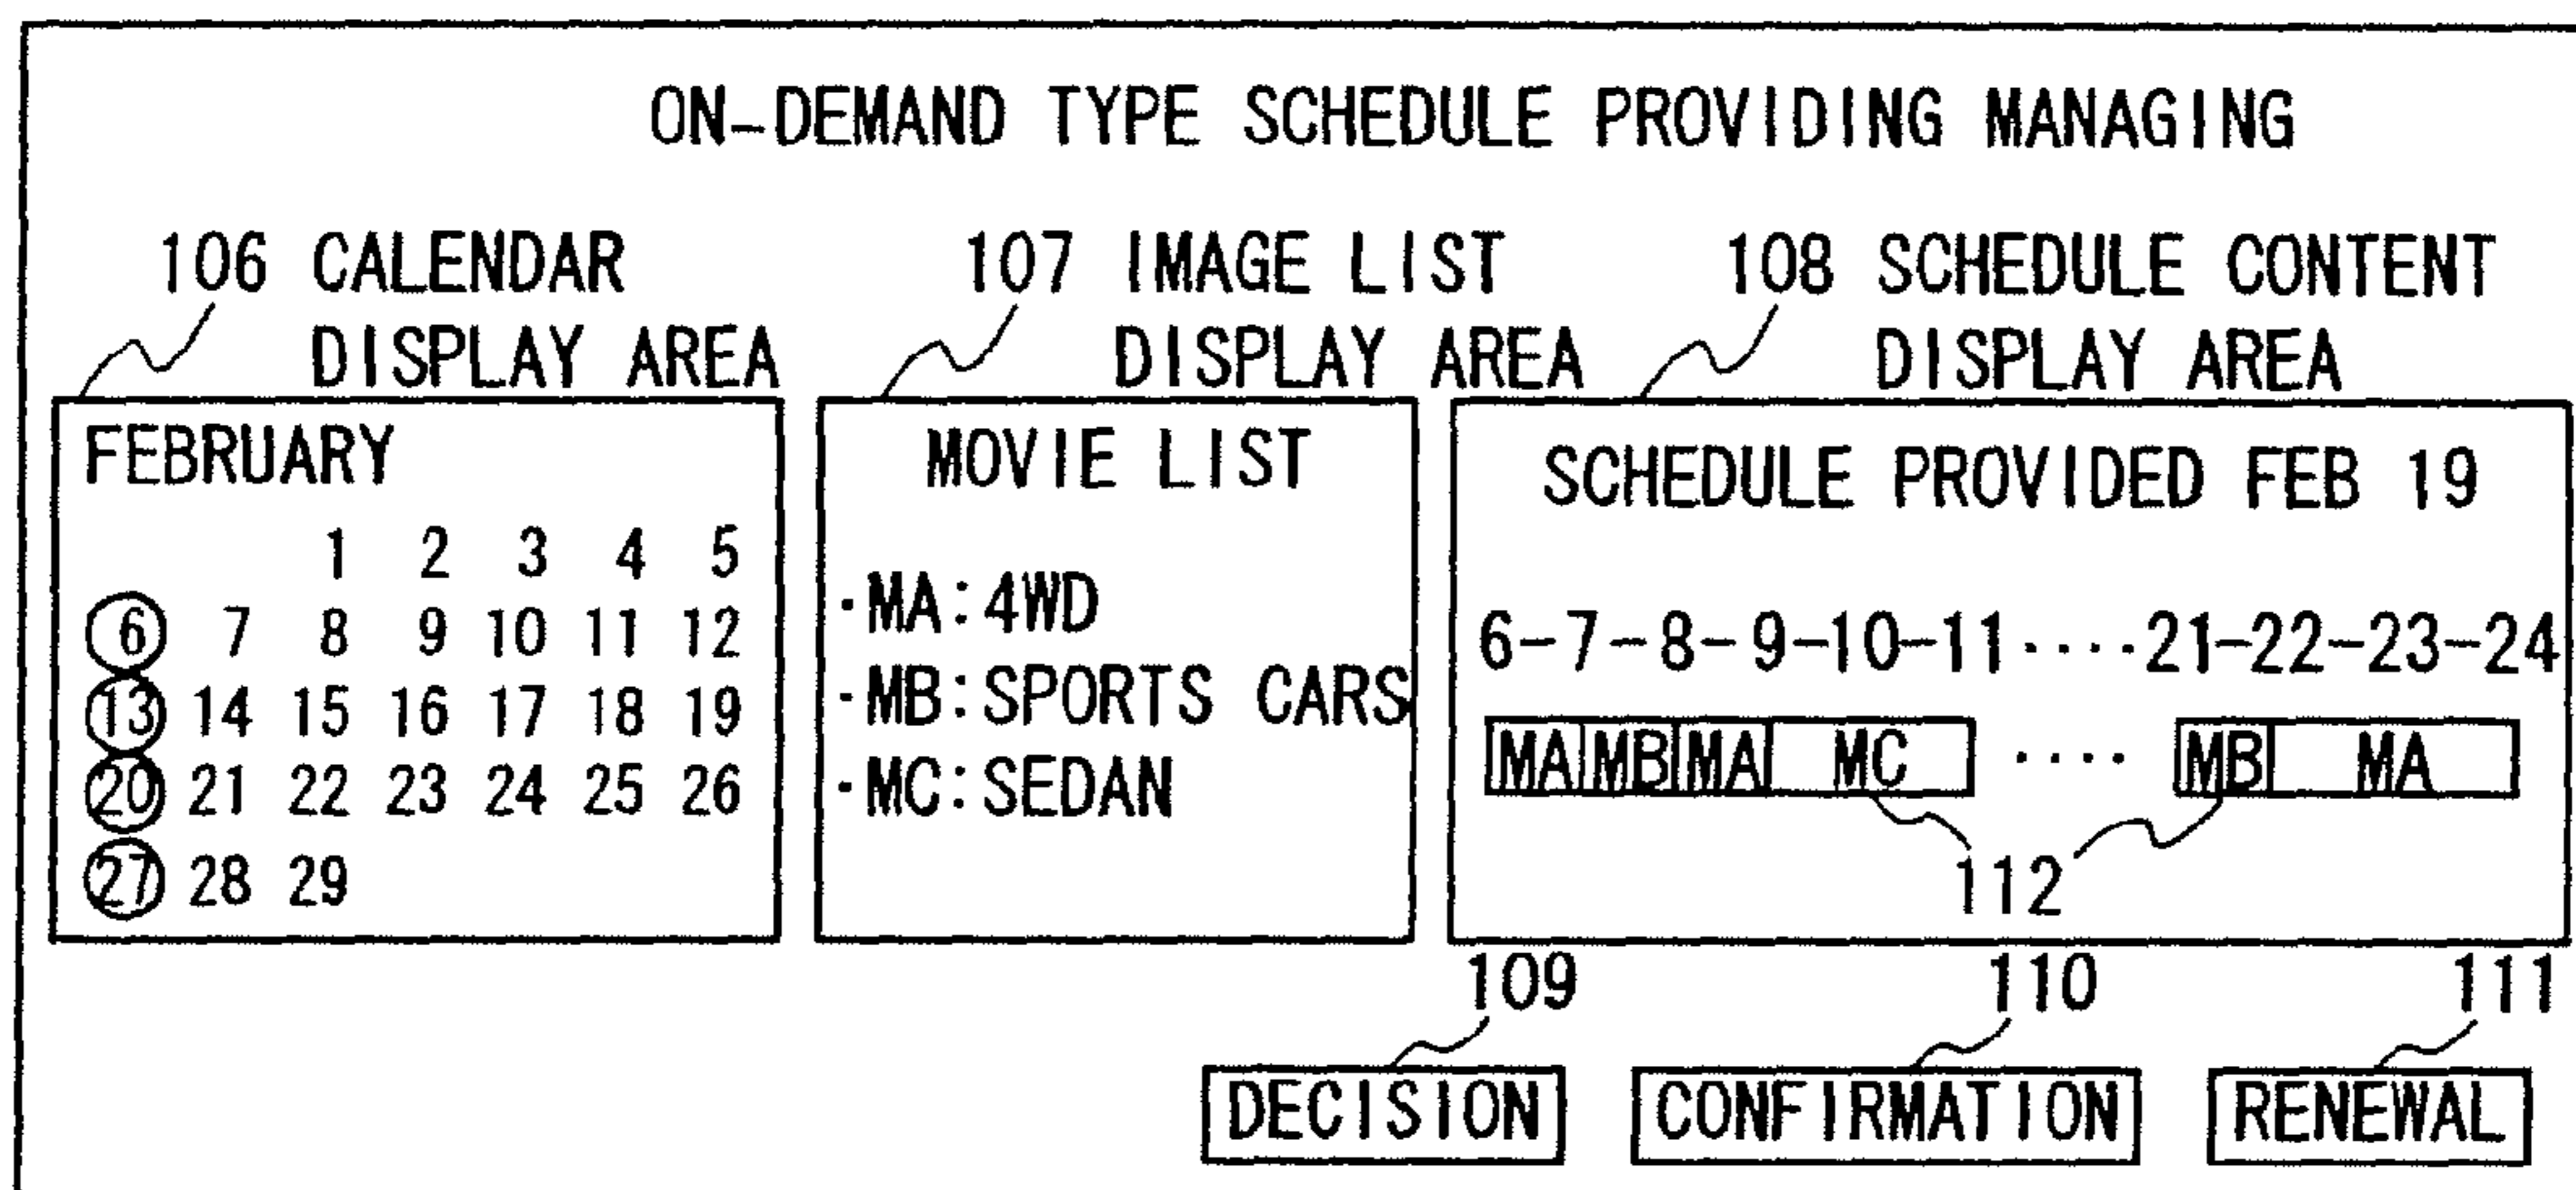 ON-DEMAND TYPE SCHEDULE PROVIDING MANAGING
106 CALENDAR DISPLAY AREA
107 IMAGE LIST DISPLAY AREA
108 SCHEDULE CONTENT DISPLAY AREA
FEBRUARY
1 2 3 4 5
6 7 8 9 10 11 12
13 14 15 16 17 18 19
20 21 22 23 24 25 26
27 28 29
MOVIE LIST
·MA:4WD
·MB:SPORTS CARS
·MC:SEDAN
SCHEDULE PROVIDED FEB 19
6-7-8-9-10-11····21-22-23-24
MA MB MA MC ···· MB MA
112
109
110
111
DECISION
CONFIRMATION
RENEWAL